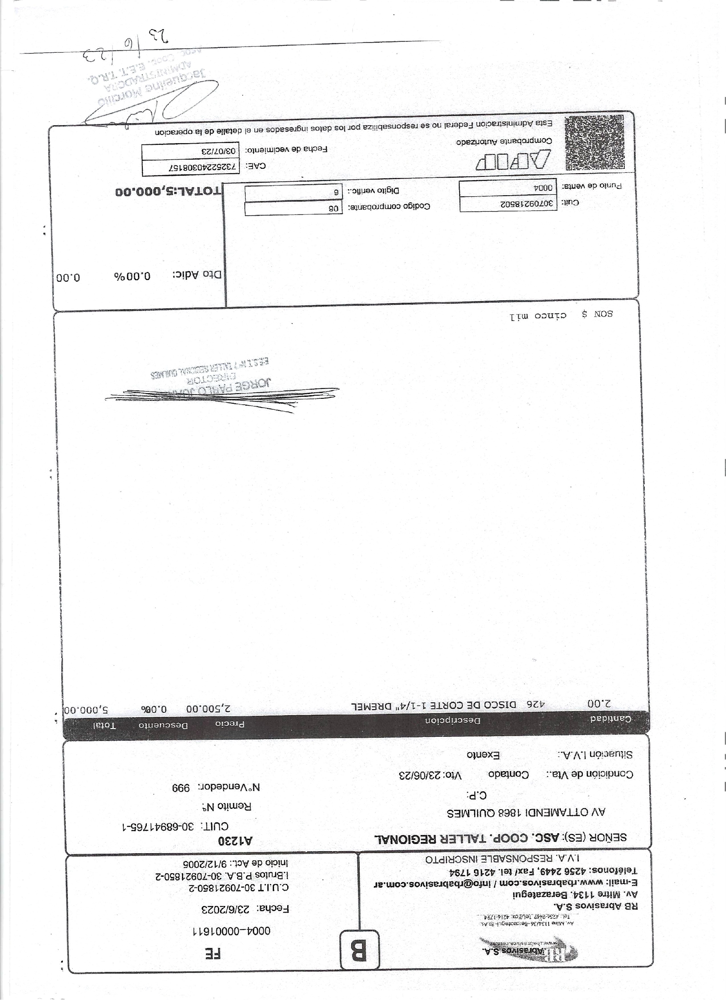 Abrasivos S.A.
www.rbabrasivos.com.ar
Av. Mitre 1134/36 -Berazategui- Bs As.
Tel.: 4256-2449 Tel./Fax: 4216-1794
RB Abrasivos S.A.
Av. Mitre 1134. Berazategui
E-mail: www.rbabrasivos.com / info@rbabrasivos.com.ar
Teléfonos: 4256 2449, Fax/ tel. 4216 1794
I.V.A. RESPONSABLE INSCRIPTO
B
FE
0004-00001611
Fecha: 23/6/2023
C.U.I.T 30-70921850-2
I.Brutos P.B.A. 30-70921850-2
Inicio de Act.: 9/12/2005
SEÑOR (ES): ASC. COOP. TALLER REGIONAL A1230
CUIT: 30-68941765-1
AV OTTAMENDI 1868 QUILMES
Remito Nº:
C.P:
N°Vendedor: 999
Condición de Vta.: Contado Vto: 23/06/23
Situación I.V.A.: Exento
Cantidad Descripcion Precio Descuento Total
2.00 426 DISCO DE CORTE 1-1/4" DREMEL 2,500.00 0.00% 5,000.00
JORGE PABLO
DIRECTOR
E.E.S.T. Nº 7 TALLER REGIONAL QUILMES
SON $ cinco mil
Dto Adic: 0.00% 0.00
Cuit: 30709218502 Codigo comprobante: 08
Punto de venta: 0004 Digito verific.: 6
TOTAL:5,000.00
AFIP
Comprobante Autorizado
CAE: 73252240308157
Fecha de vecimiento: 03/07/23
Esta Administracion Federal no se responsabiliza por los datos ingresados en el detalle de la operacion
Jacqueline Morcillo
ADMINISTRADORA
Asoc. Coop. E.E.T. T.R.Q.
23/6/23